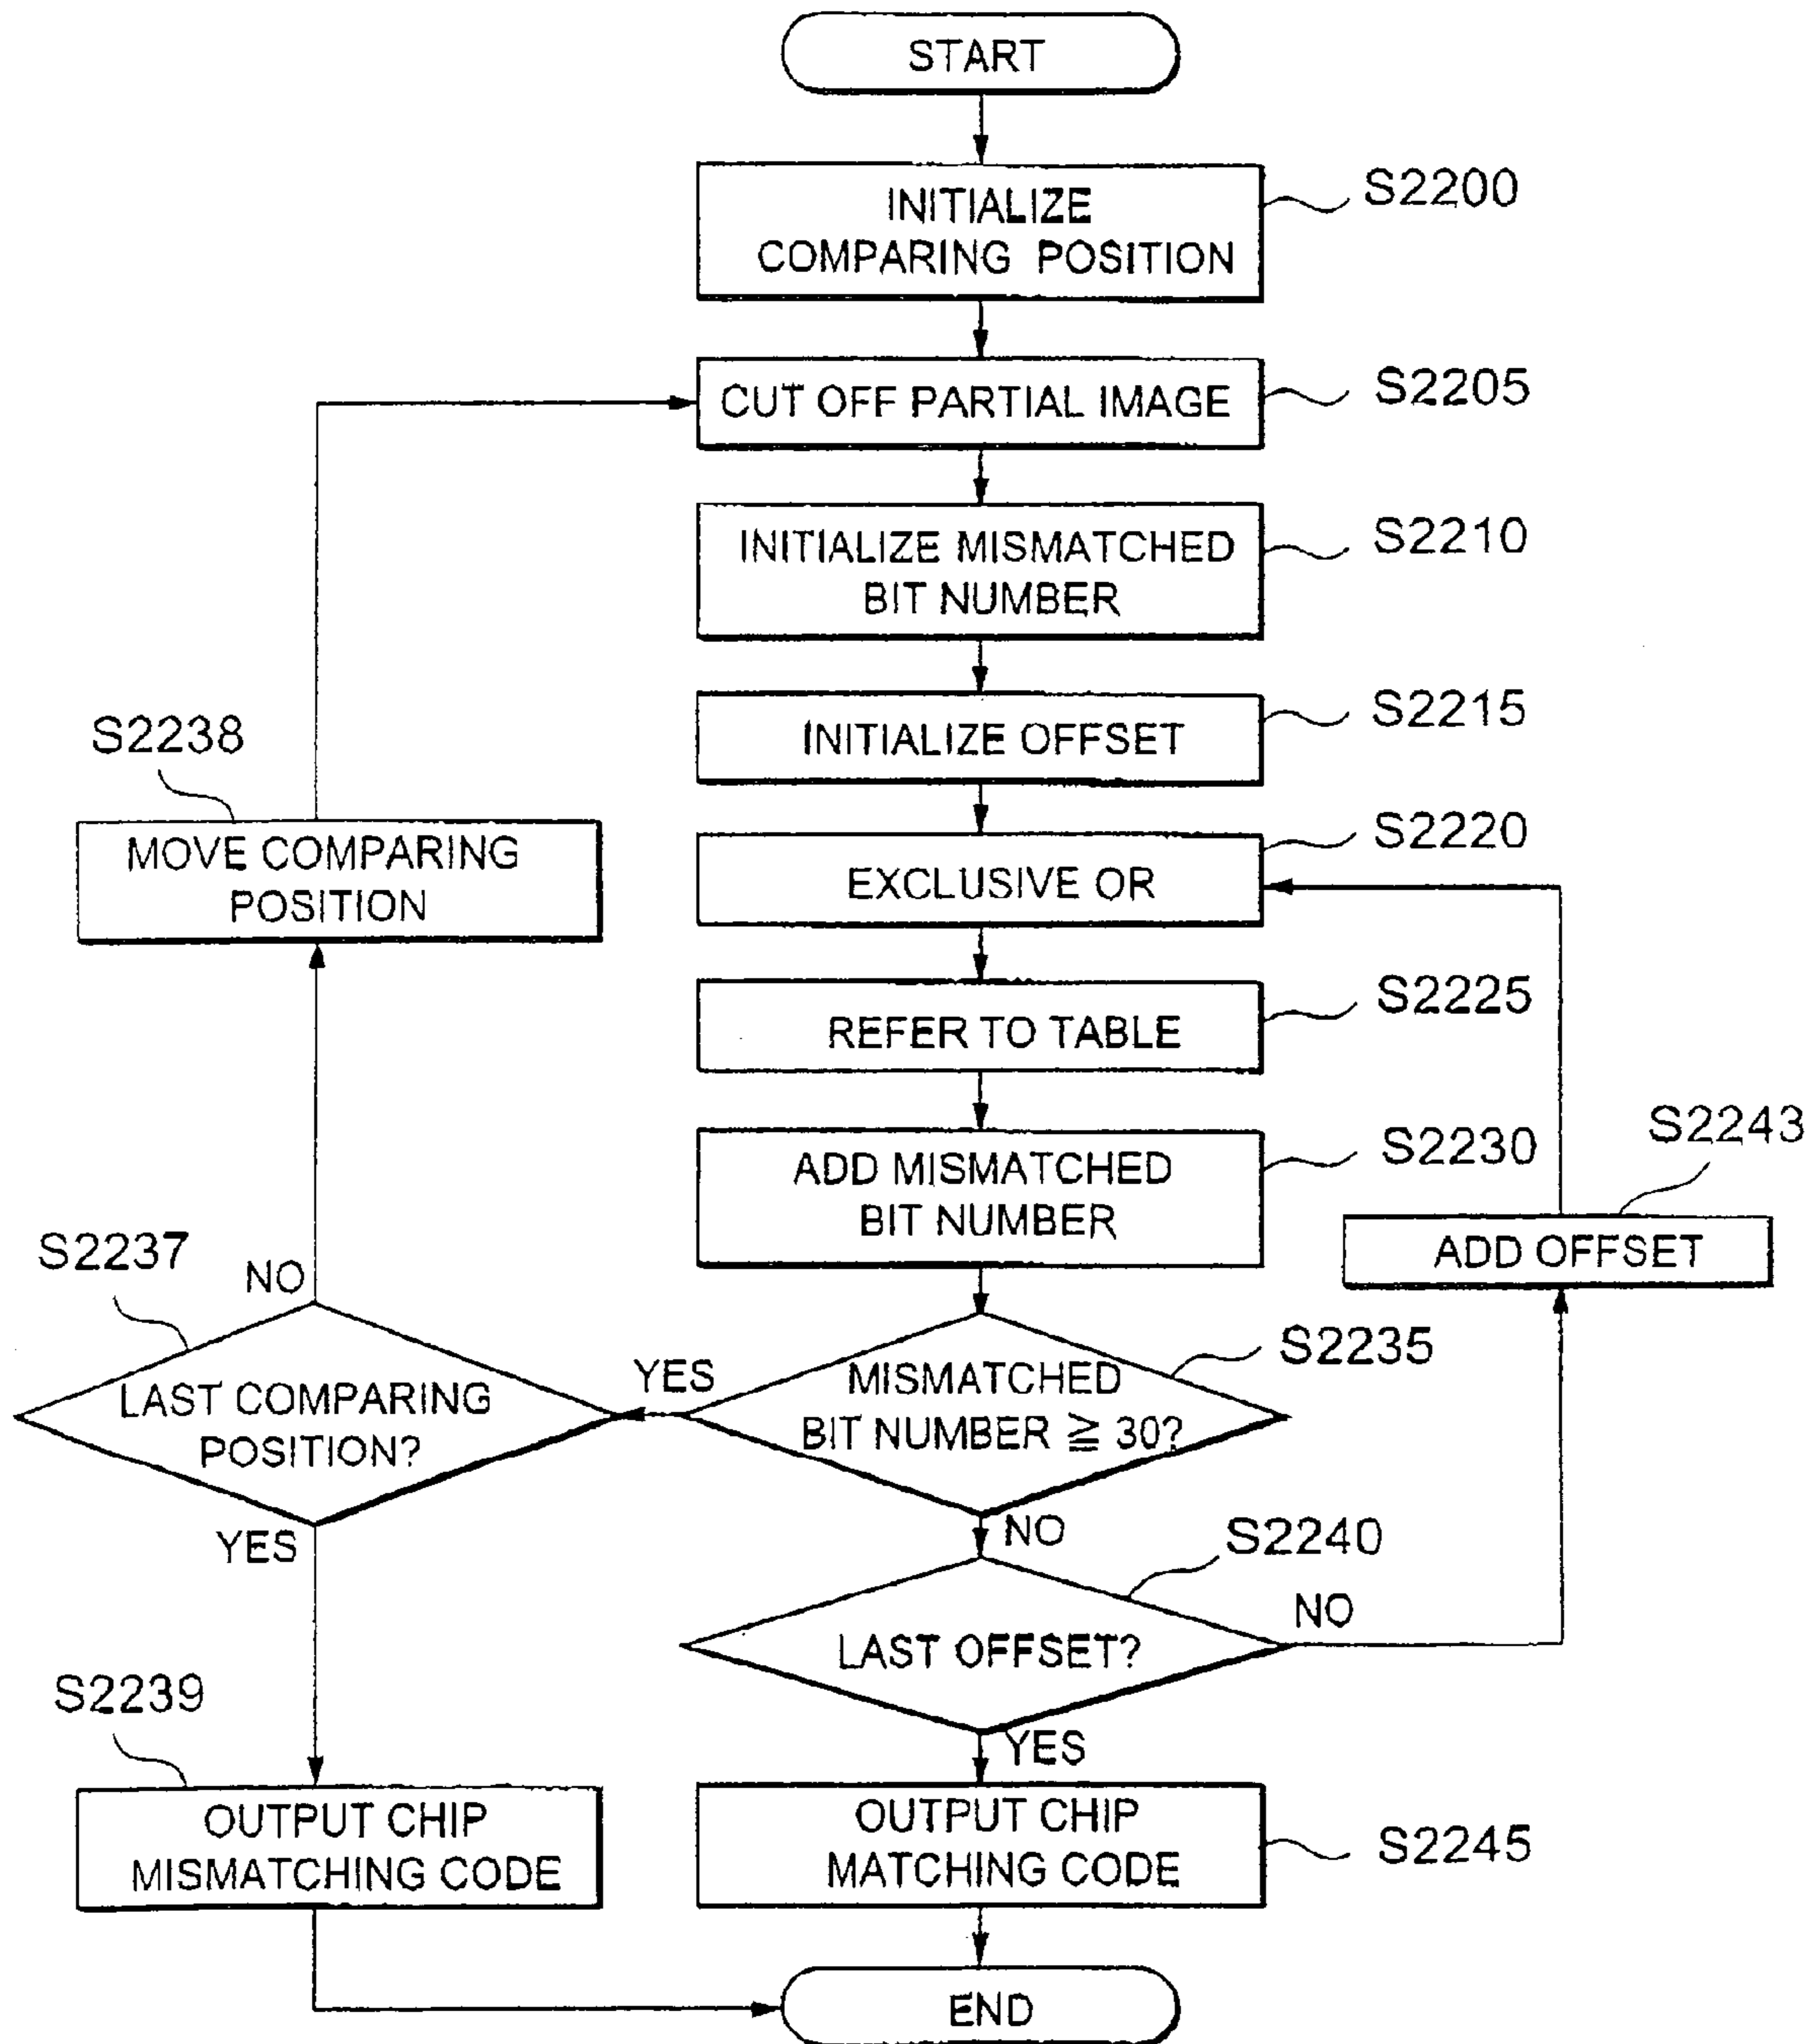 START
INITIALIZE
COMPARING POSITION
S2200
CUT OFF PARTIAL IMAGE
S2205
INITIALIZE MISMATCHED
BIT NUMBER
S2210
INITIALIZE OFFSET
S2215
S2238
MOVE COMPARING
POSITION
EXCLUSIVE OR
S2220
REFER TO TABLE
S2225
ADD MISMATCHED
BIT NUMBER
S2230
S2243
ADD OFFSET
S2237
NO
LAST COMPARING
POSITION?
YES
YES
MISMATCHED
BIT NUMBER ≧ 30?
S2235
NO
S2240
LAST OFFSET?
NO
YES
S2239
OUTPUT CHIP
MISMATCHING CODE
OUTPUT CHIP
MATCHING CODE
S2245
END